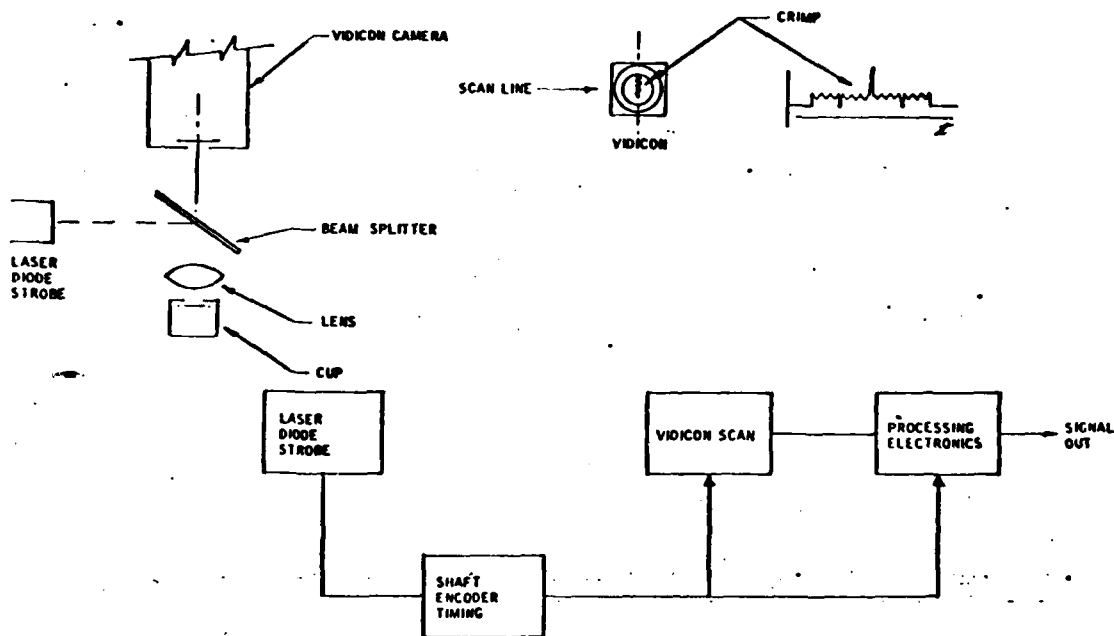 VIDICON CAMERA
CRIMP
SCAN LINE
VIDICON
BEAM SPLITTER
LASER
DIODE
STROBE
LENS
CUP
LASER
DIODE
STROBE
VIDICON SCAN
PROCESSING
ELECTRONICS
SIGNAL
OUT
SHAFT
ENCODER
TIMING